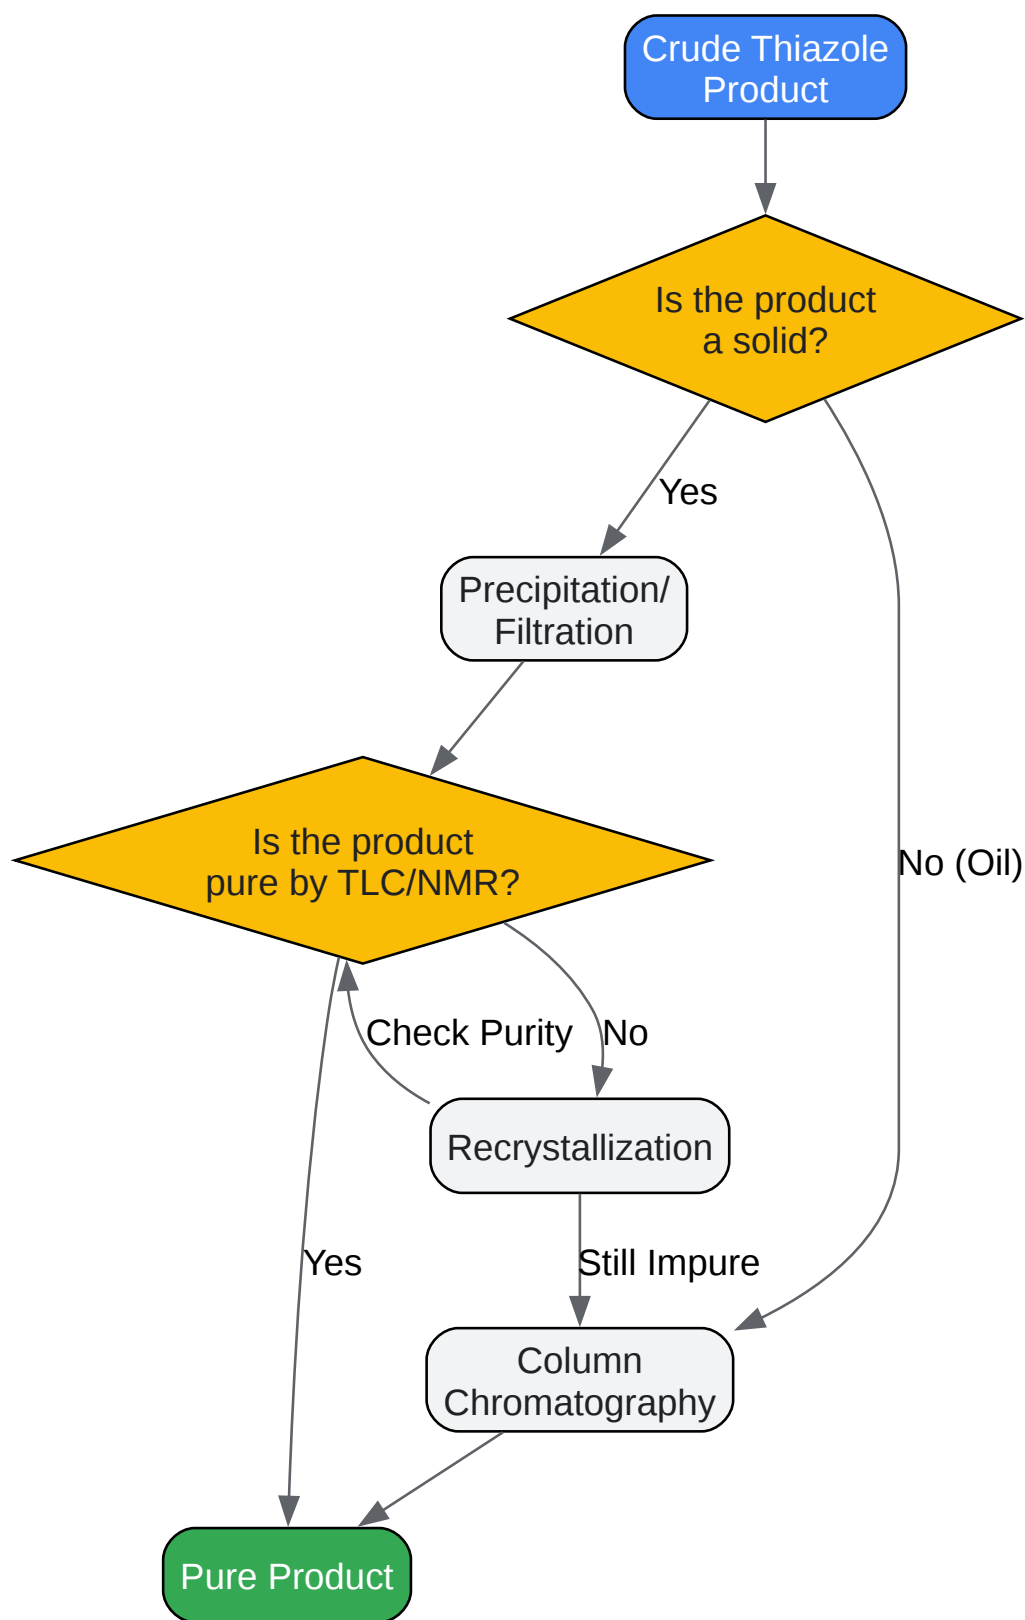 Crude Thiazole
Product
Is the product
a solid?
Yes
Precipitation/
Filtration
Is the product
pure by TLC/NMR?
No (Oil)
Check Purity
No
Recrystallization
Yes
Still Impure
Column
Chromatography
Pure Product